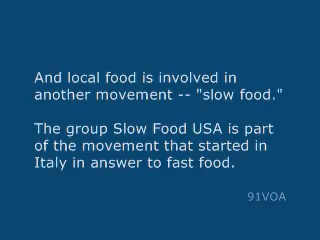 And local food is involved in
another movement -- "slow food."
The group Slow Food USA is part
of the movement that started in
Italy in answer to fast food.
91VOA